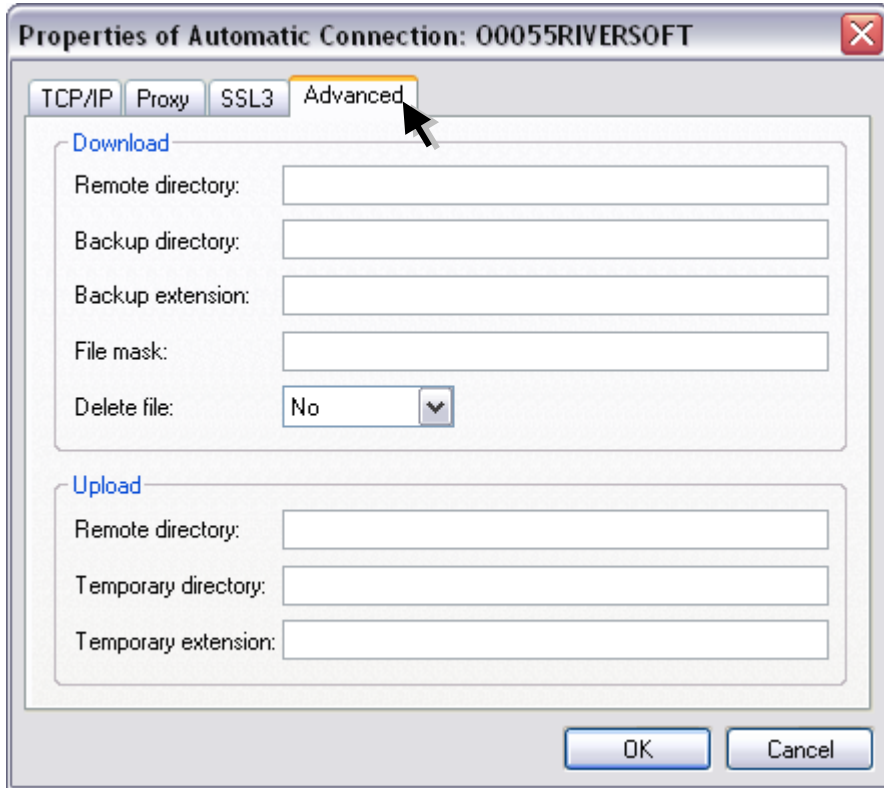 Properties of Automatic Connection: O0055RIVERSOFT
TCP/IP Proxy SSL3 Advanced
Download
Remote directory:
Backup directory:
Backup extension:
File mask:
Delete file: No
Upload
Remote directory:
Temporary directory:
Temporary extension:
OK Cancel